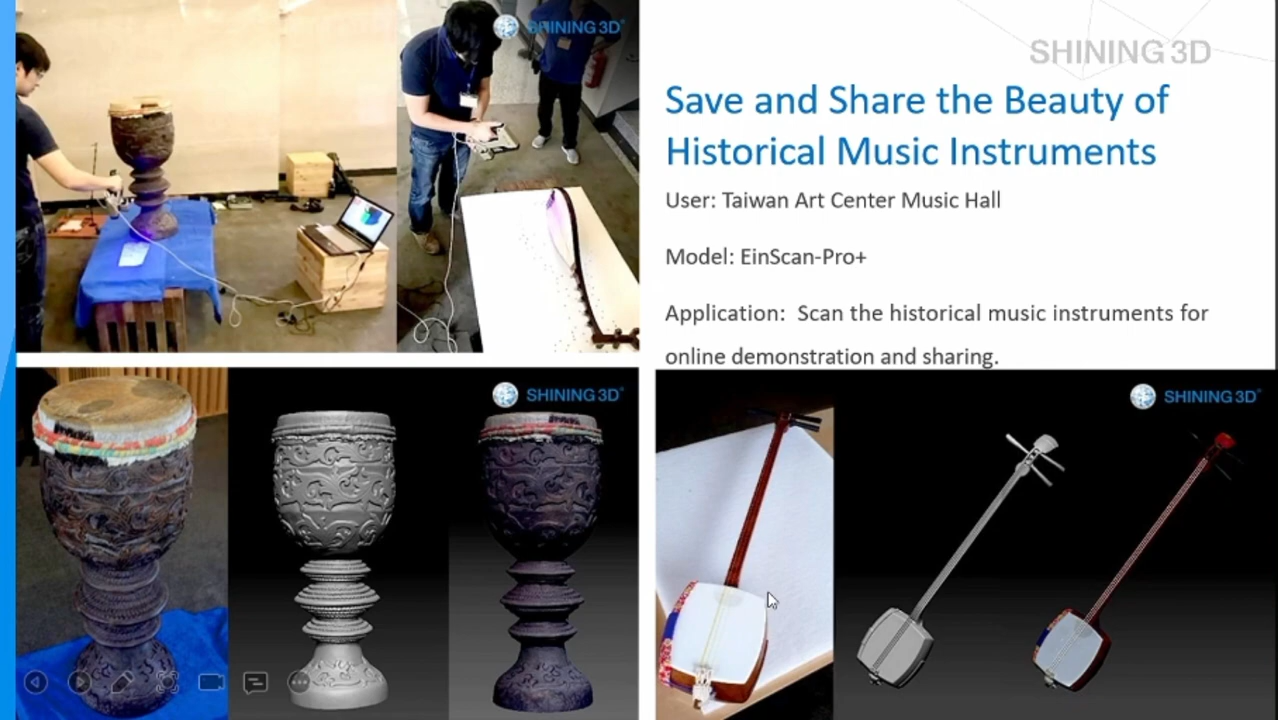 SHINING 3D®
SHINING 3D
Save and Share the Beauty of
Historical Music Instruments
User: Taiwan Art Center Music Hall
Model: EinScan-Pro+
Application:  Scan the historical music instruments for
online demonstration and sharing.
SHINING 3D®
SHINING 3D®